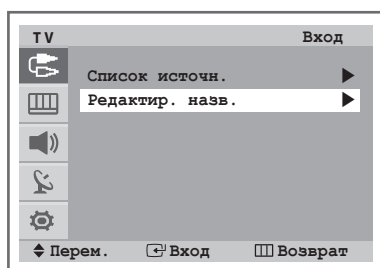 TV Вход
Список источн.
Редактир. назв.
Перем. Вход Возврат